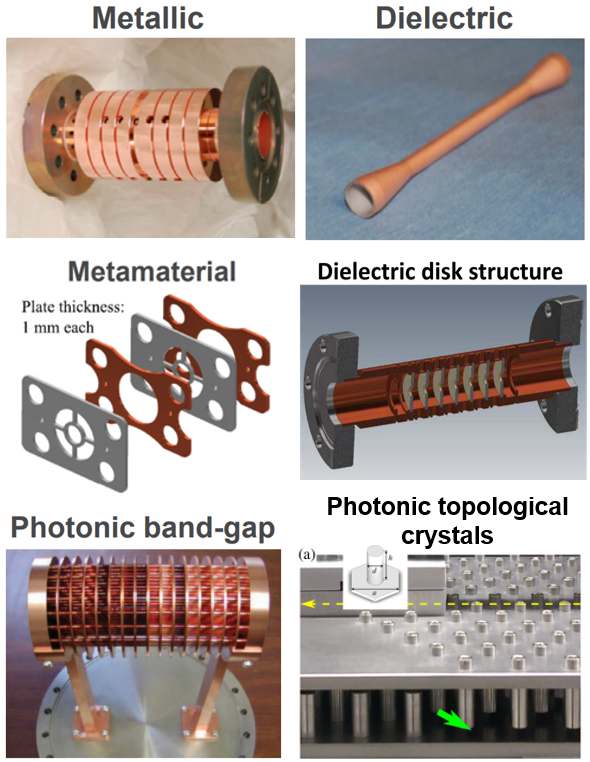 Metallic
Dielectric
Metamaterial
Plate thickness:
1 mm each
Dielectric disk structure
Photonic band-gap
Photonic topological
crystals
(a)
h
d
a